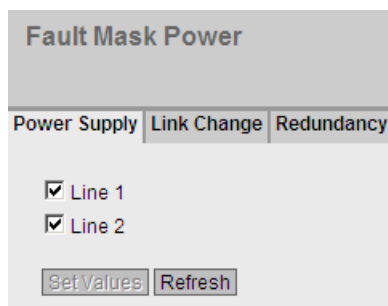 Fault Mask Power
Power Supply Link Change Redundancy
Line 1
Line 2
Set Values Refresh